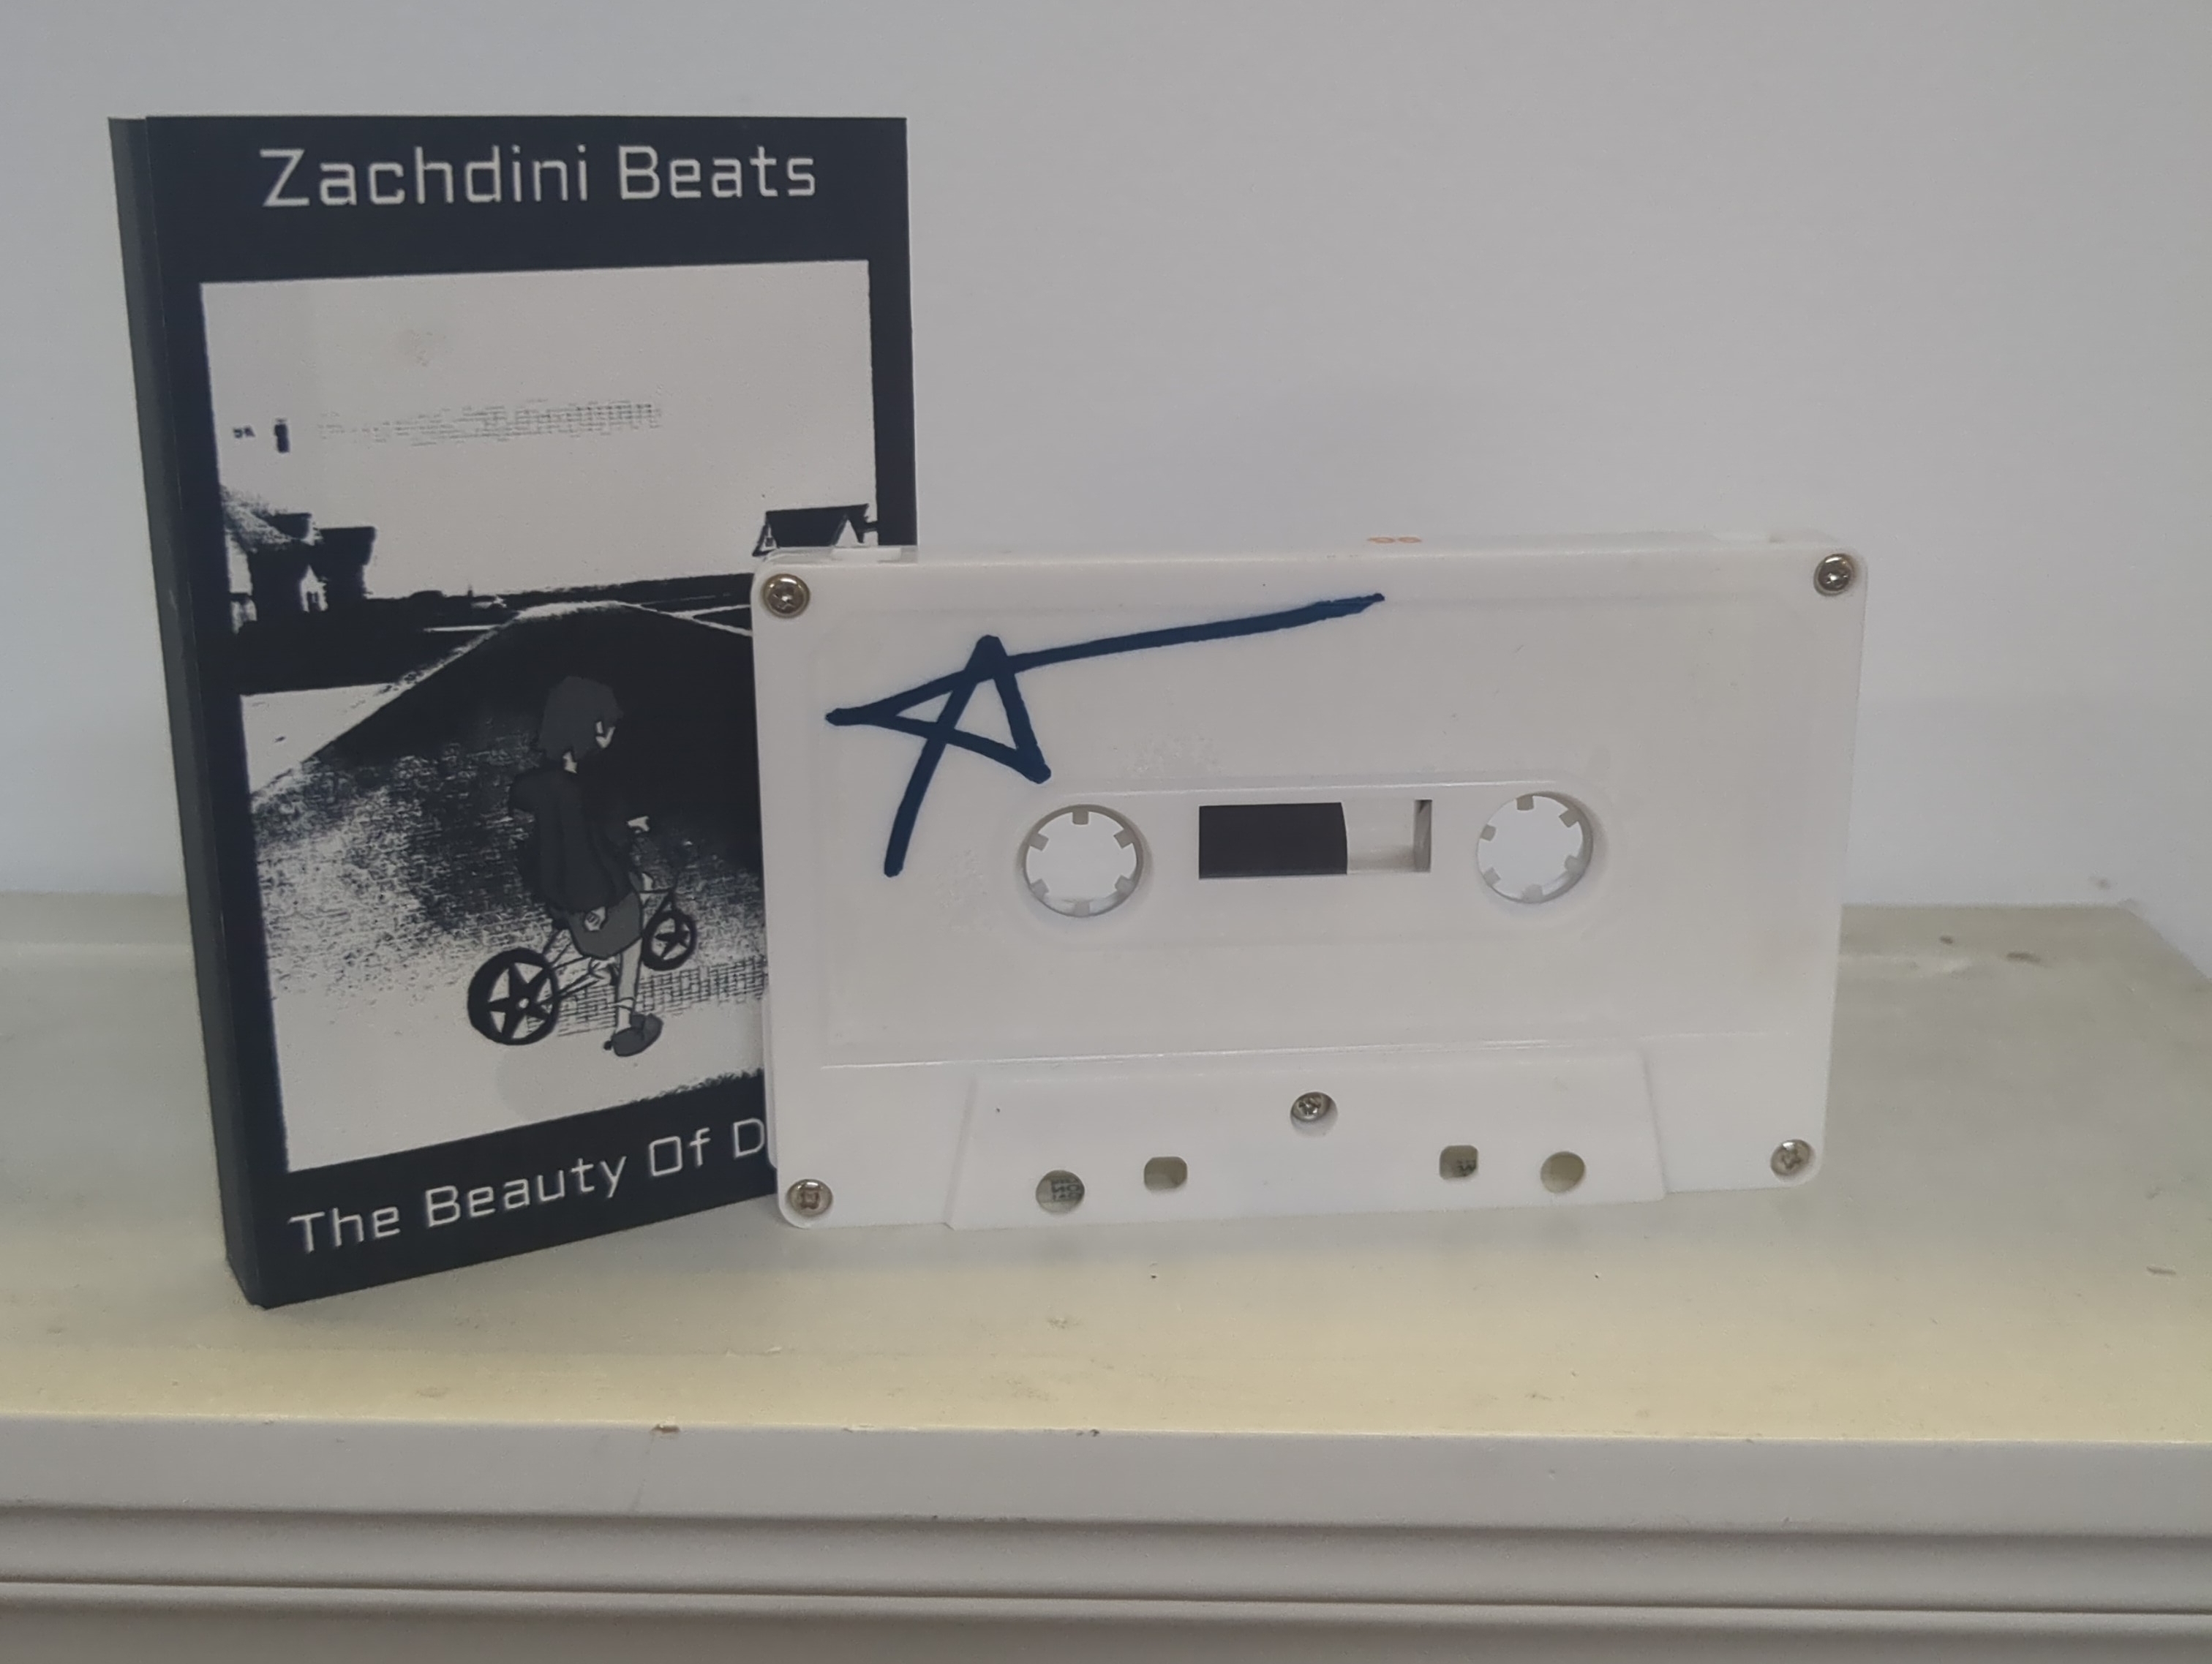 Zachdini Beats
The Beauty Of D
A